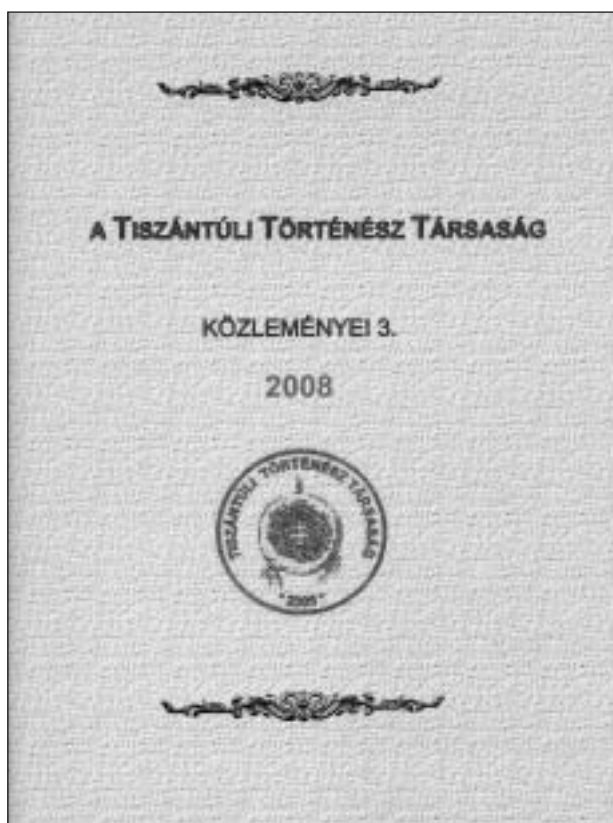 A TISZÁNTÚLI TÖRTÉNÉSZ TÁRSASÁG
KÖZLEMÉNYEI 3.
2008
TISZÁNTÚLI TÖRTÉNÉSZ TÁRSASÁG
"2005"